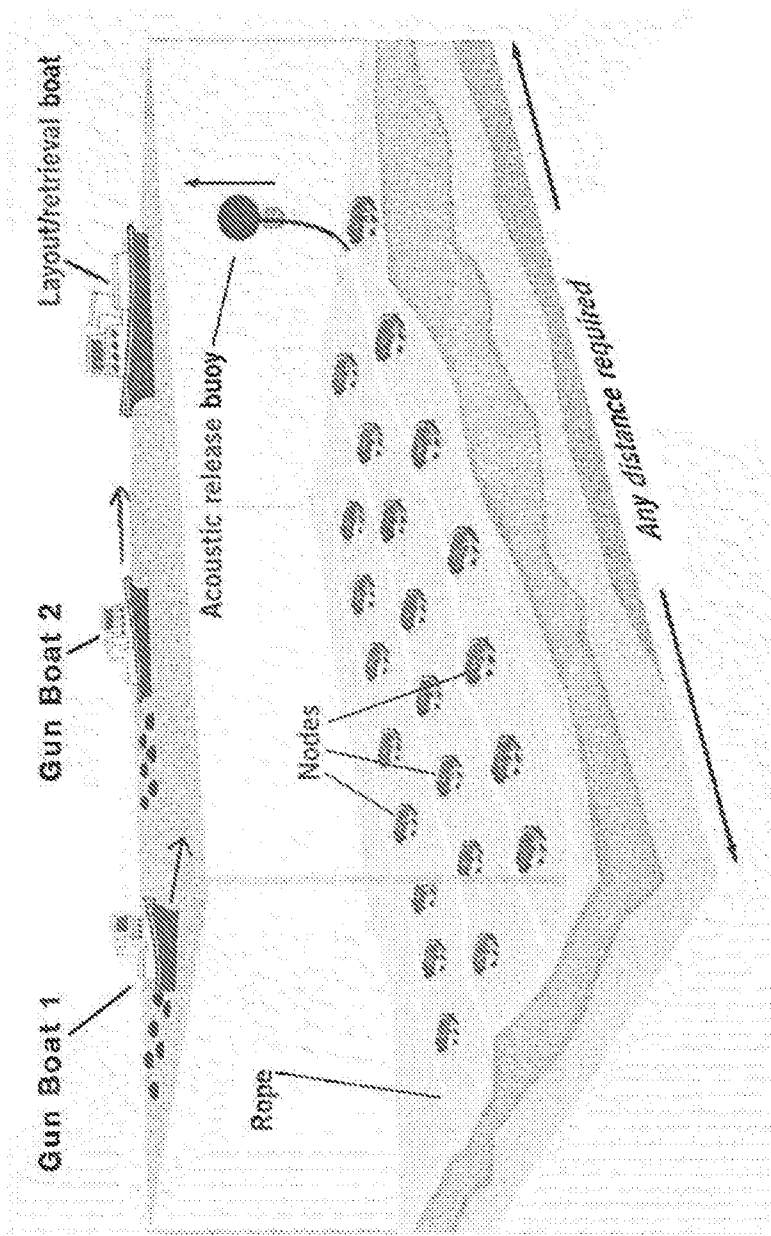 Gun Boat 1
Gun Boat 2
Layout/retrieval boat
Acoustic release buoy
Nodes
Rope
Any distance required